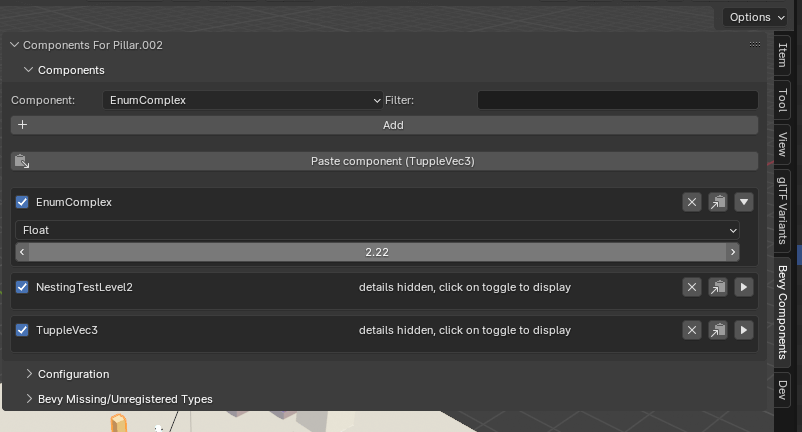 Options
Components For Pillar.002
Components
Component: EnumComplex Filter:
Add
Paste component (TuppleVec3)
EnumComplex
Float
2.22
NestingTestLevel2 details hidden, click on toggle to display
TuppleVec3 details hidden, click on toggle to display
Configuration
Bevy Missing/Unregistered Types
Item
Tool
View
glTF Variants
Bevy Components
Dev